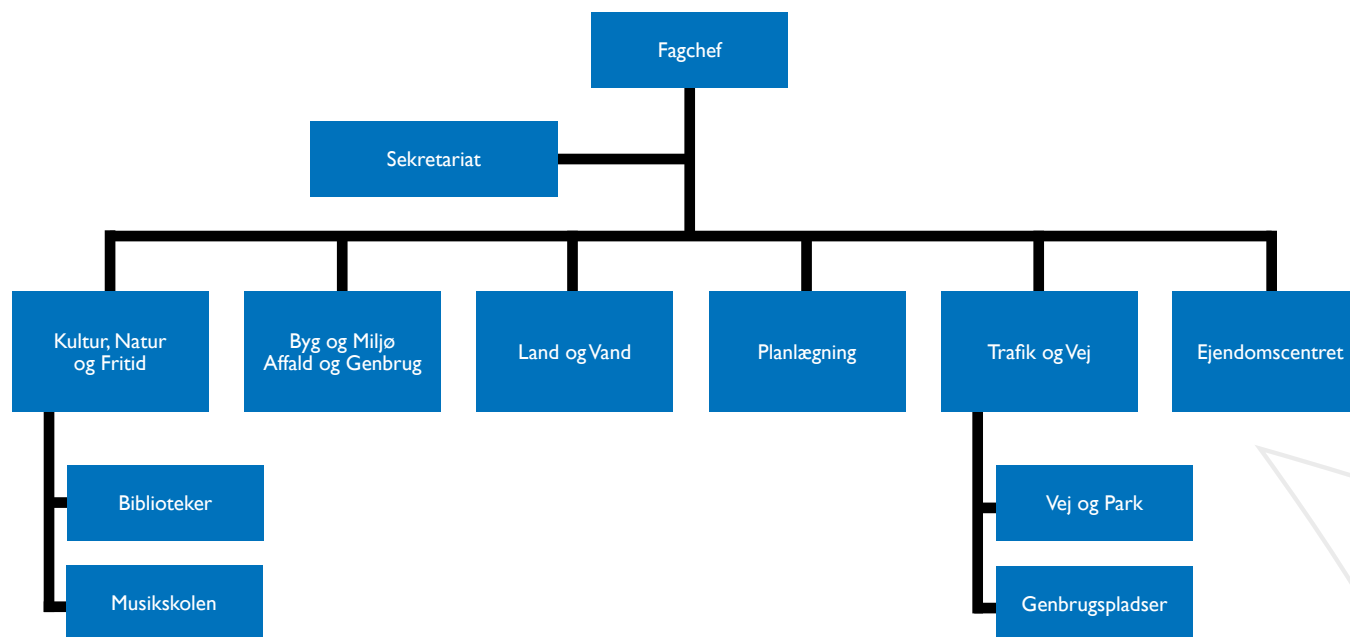 Fagchef
Sekretariat
Kultur, Natur
og Fritid
Byg og Miljø
Affald og Genbrug
Land og Vand
Planlægning
Trafik og Vej
Ejendomscentret
Biblioteker
Musikskolen
Vej og Park
Genbrugspladser